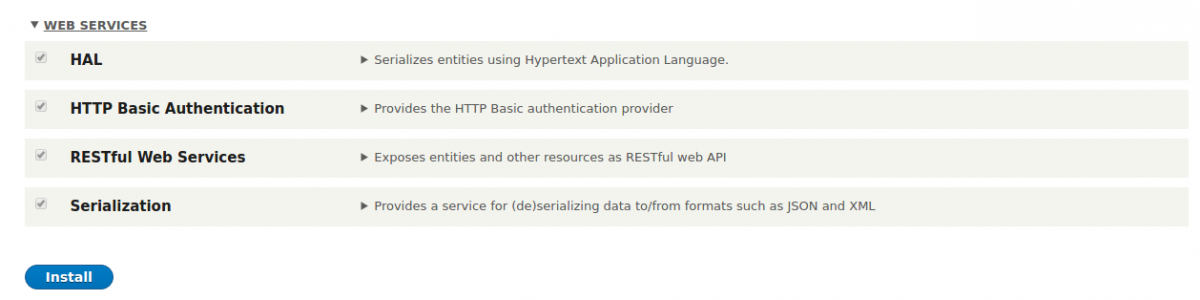 WEB SERVICES
HAL Serializes entities using Hypertext Application Language.
HTTP Basic Authentication Provides the HTTP Basic authentication provider
RESTful Web Services Exposes entities and other resources as RESTful web API
Serialization Provides a service for (de)serializing data to/from formats such as JSON and XML
Install